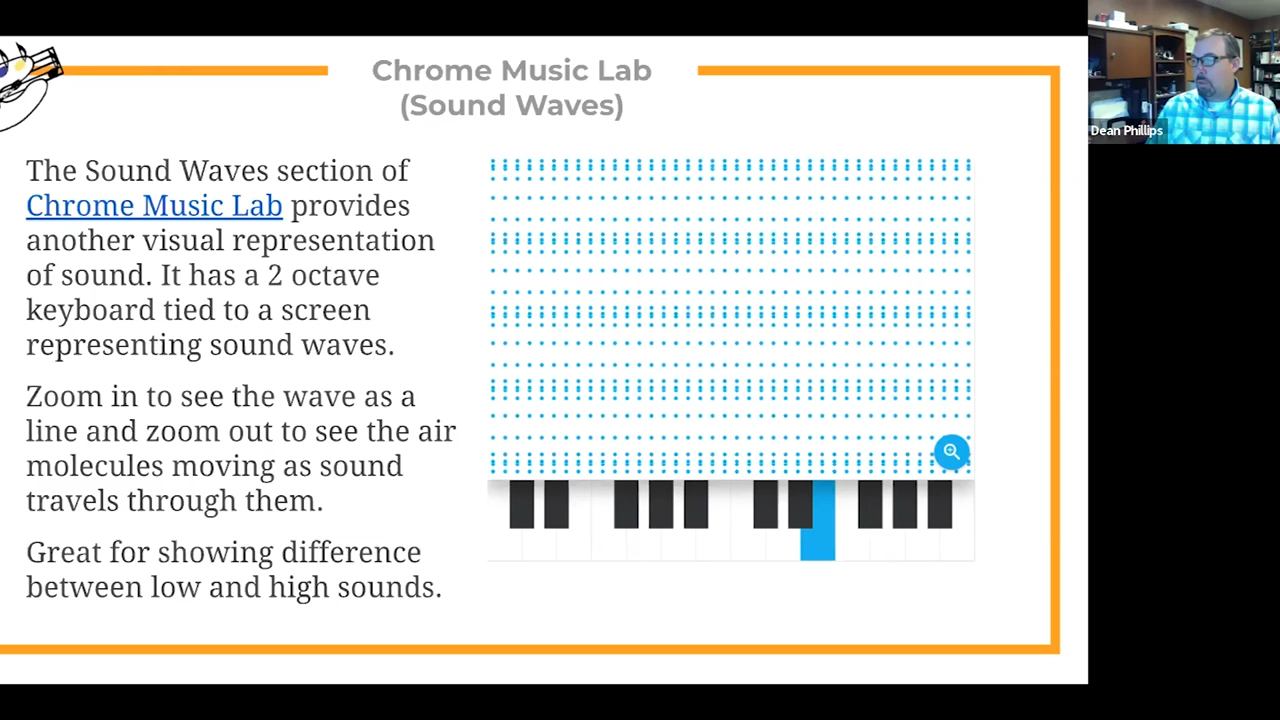 Chrome Music Lab
(Sound Waves)
The Sound Waves section of
Chrome Music Lab provides
another visual representation
of sound. It has a 2 octave
keyboard tied to a screen
representing sound waves.
Zoom in to see the wave as a
line and zoom out to see the air
molecules moving as sound
travels through them.
Great for showing difference
between low and high sounds.
Dean Phillips